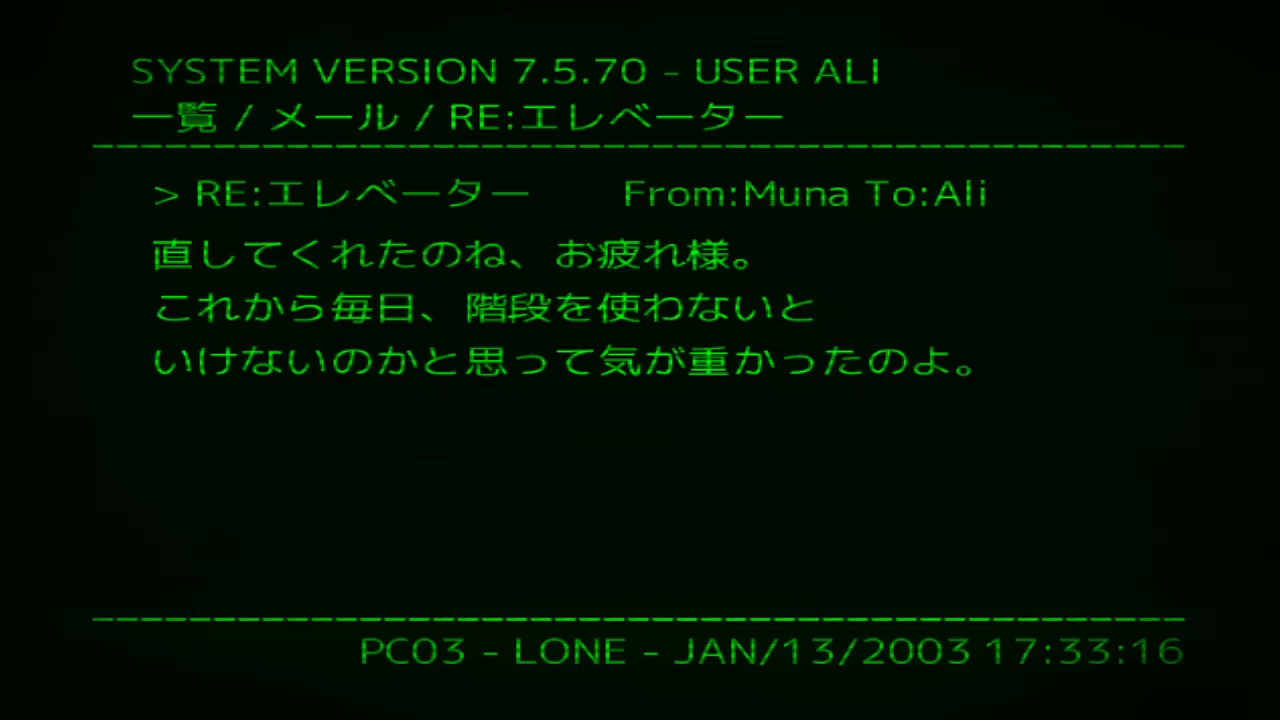 SYSTEM VERSION 7.5.70 - USER ALI
一覧 / メール / RE:エレベーター
> RE:エレベーター From:Muna To:Ali
直してくれたのね、お疲れ様。
これから毎日、階段を使わないと
いけないのかと思って気が重かったのよ。
PC03 - LONE - JAN/13/2003 17:33:16